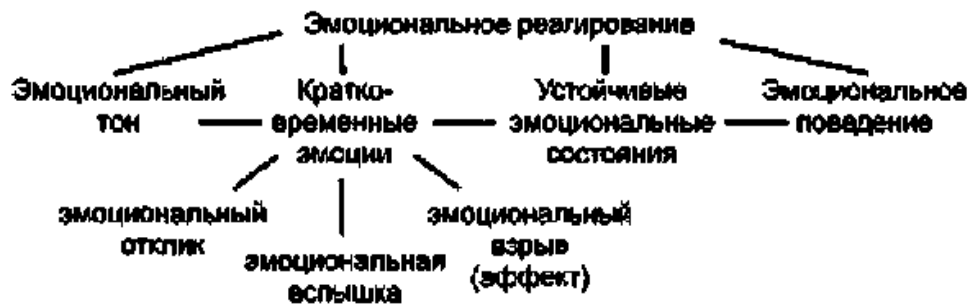 Эмоциональное реагирование
Эмоциональный тон
Кратко-
временные
эмоции
Устойчивые
эмоциональные
состояния
Эмоциональное
поведение
эмоциональный
отклик
эмоциональная
вспышка
эмоциональный
взрыв
(аффект)